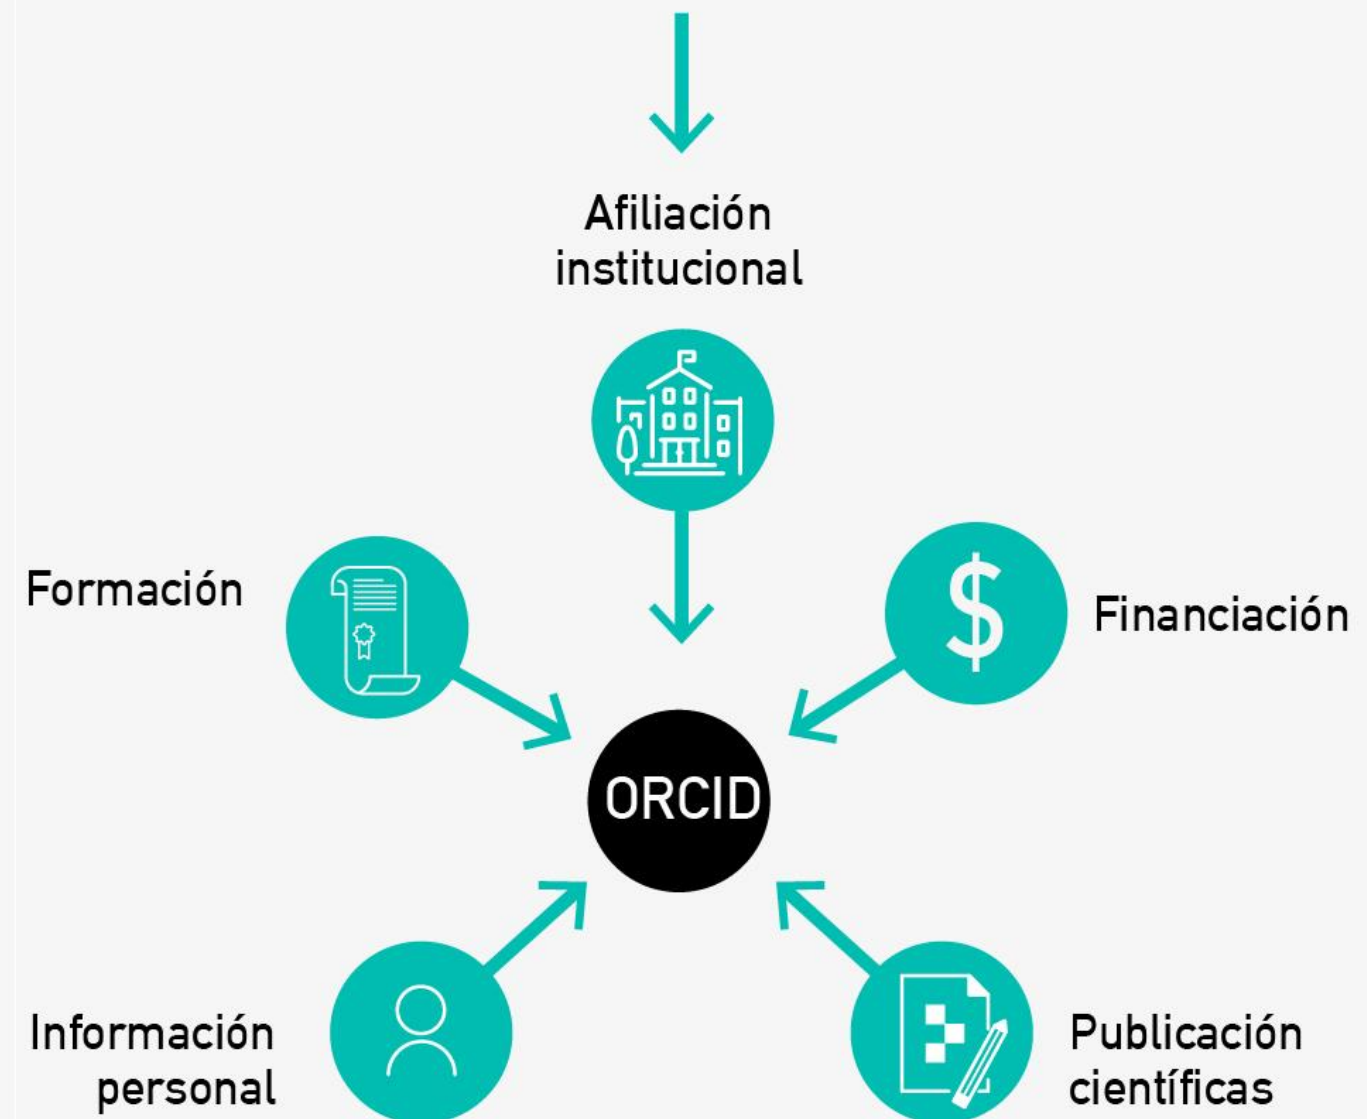 Afiliación
institucional
Formación
$
Financiación
ORCID
Información
personal
Publicación
científicas